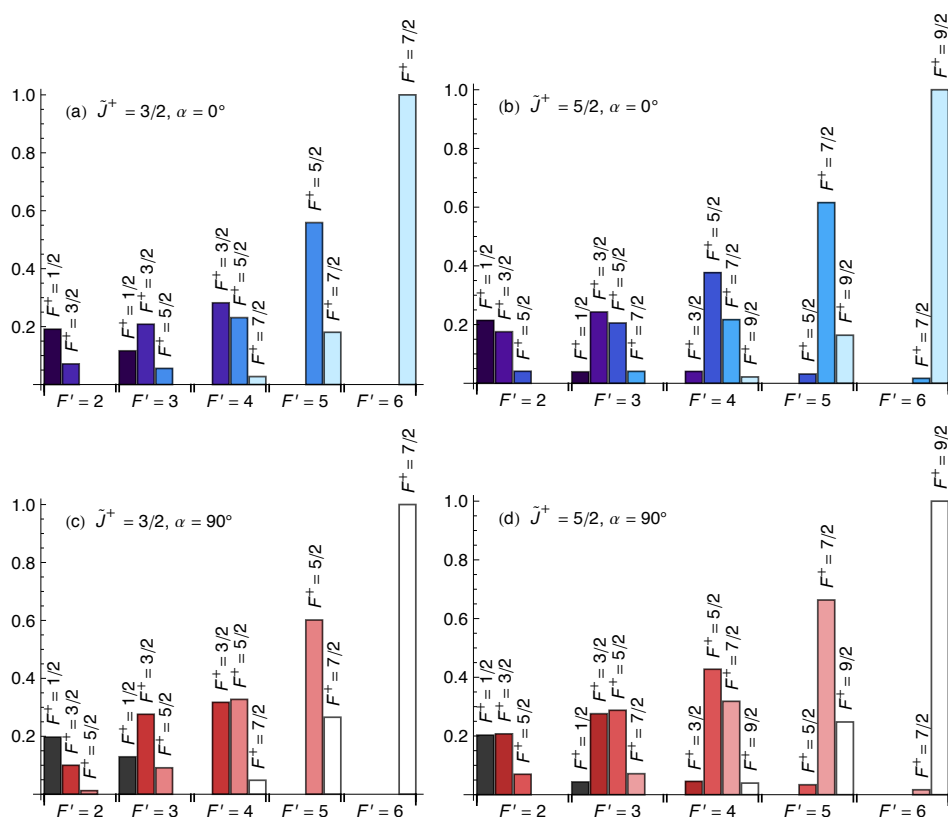 (a) J̃⁺ = 3/2, α = 0°
1.0
0.8
0.6
0.4
0.2
F⁺ = 1/2
F⁺ = 3/2
F⁺ = 1/2
F⁺ = 3/2
F⁺ = 5/2
F⁺ = 3/2
F⁺ = 5/2
F⁺ = 7/2
F⁺ = 5/2
F⁺ = 7/2
F⁺ = 7/2
F′ = 2
F′ = 3
F′ = 4
F′ = 5
F′ = 6
(b) J̃⁺ = 5/2, α = 0°
1.0
0.8
0.6
0.4
0.2
F⁺ = 1/2
F⁺ = 3/2
F⁺ = 5/2
F⁺ = 1/2
F⁺ = 3/2
F⁺ = 5/2
F⁺ = 7/2
F⁺ = 3/2
F⁺ = 5/2
F⁺ = 7/2
F⁺ = 9/2
F⁺ = 5/2
F⁺ = 7/2
F⁺ = 9/2
F⁺ = 7/2
F⁺ = 9/2
F′ = 2
F′ = 3
F′ = 4
F′ = 5
F′ = 6
(c) J̃⁺ = 3/2, α = 90°
1.0
0.8
0.6
0.4
0.2
F⁺ = 1/2
F⁺ = 3/2
F⁺ = 5/2
F⁺ = 1/2
F⁺ = 3/2
F⁺ = 5/2
F⁺ = 3/2
F⁺ = 5/2
F⁺ = 7/2
F⁺ = 5/2
F⁺ = 7/2
F⁺ = 7/2
F′ = 2
F′ = 3
F′ = 4
F′ = 5
F′ = 6
(d) J̃⁺ = 5/2, α = 90°
1.0
0.8
0.6
0.4
0.2
F⁺ = 1/2
F⁺ = 3/2
F⁺ = 5/2
F⁺ = 1/2
F⁺ = 3/2
F⁺ = 5/2
F⁺ = 7/2
F⁺ = 3/2
F⁺ = 5/2
F⁺ = 7/2
F⁺ = 9/2
F⁺ = 5/2
F⁺ = 7/2
F⁺ = 9/2
F⁺ = 7/2
F⁺ = 9/2
F′ = 2
F′ = 3
F′ = 4
F′ = 5
F′ = 6